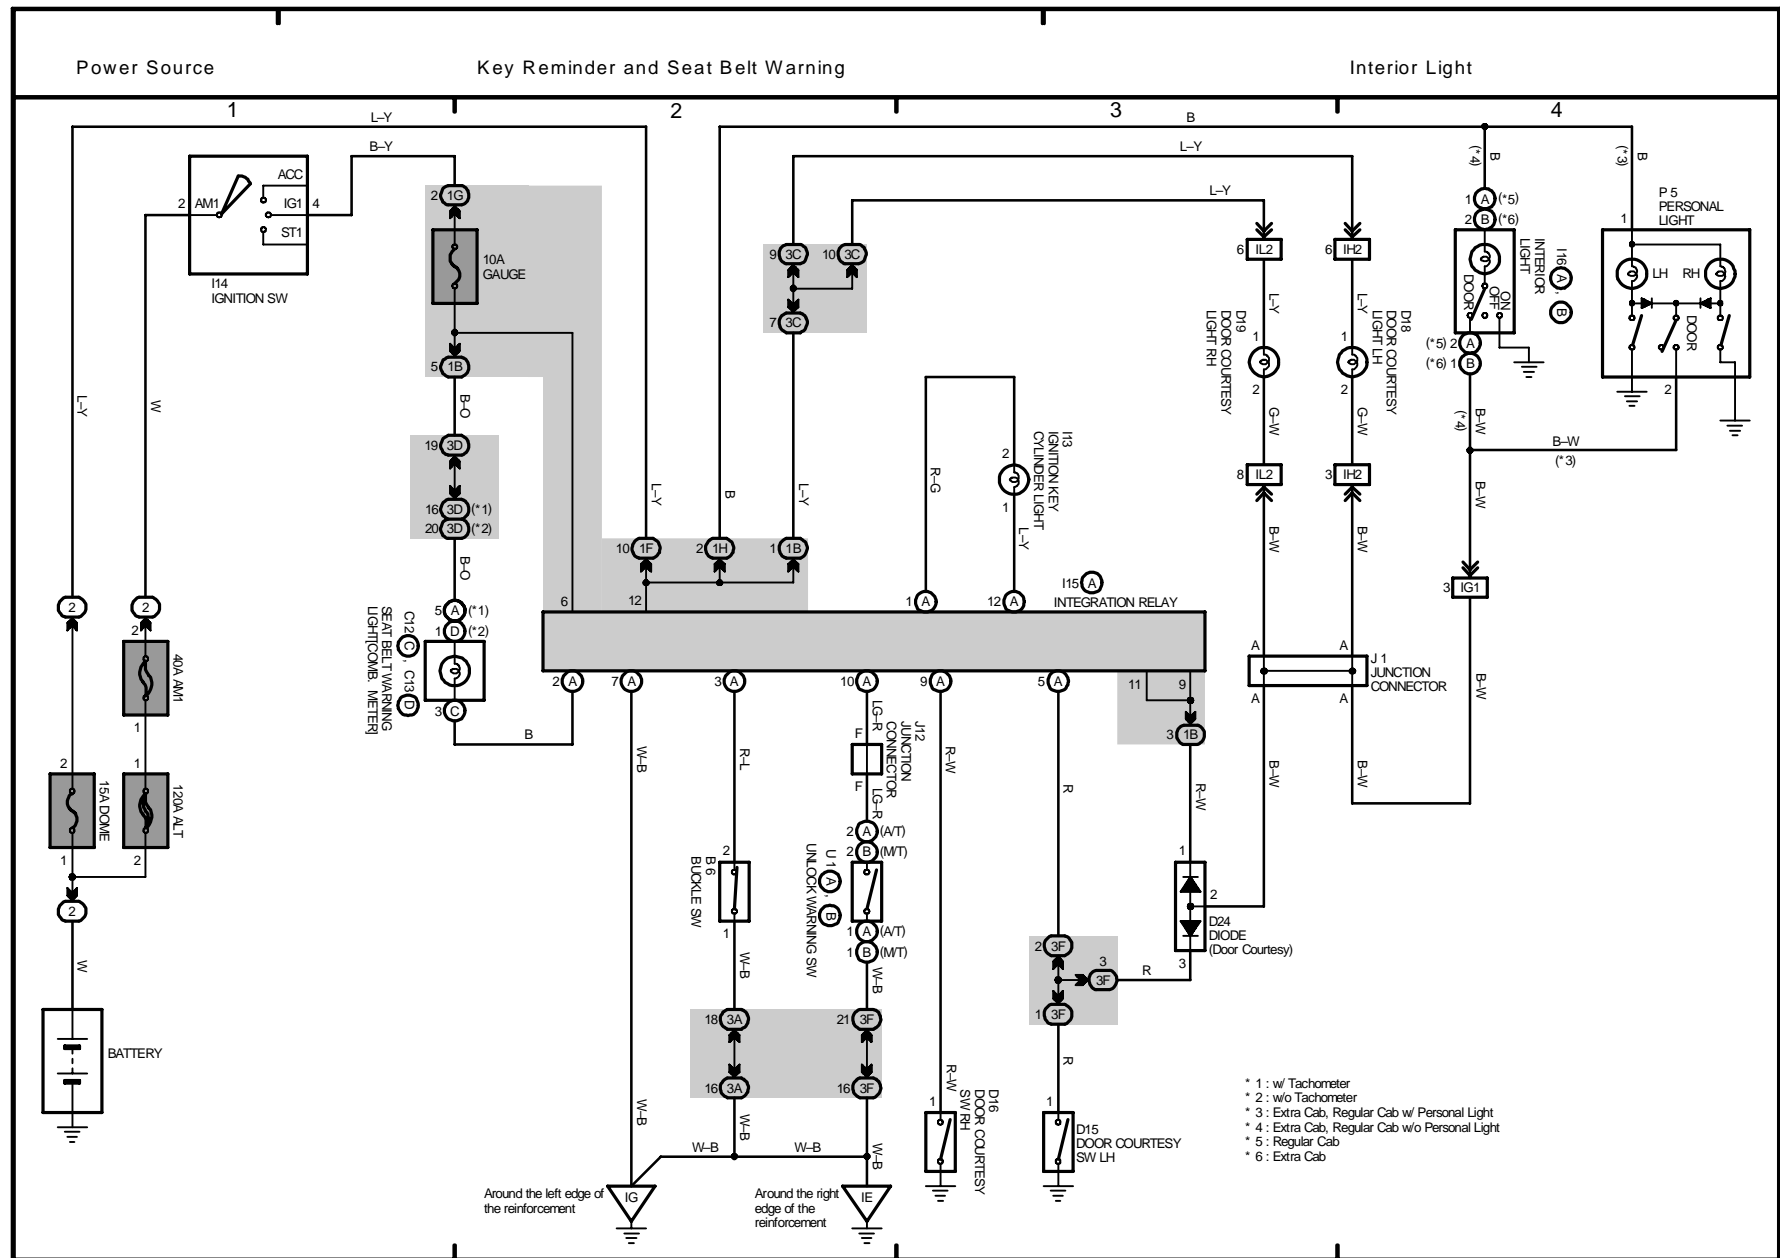 Power Source
Key Reminder and Seat Belt Warning
Interior Light
1
2
3
4
L–Y
B–Y
B
L–Y
L–Y
ACC
2
AM1
IG1
4
ST1
I14
IGNITION SW
2
1G
10A
GAUGE
5
1B
B–O
19
3D
16
3D
(*1)
20
3D
(*2)
B–O
5
A
(*1)
1
D
(*2)
C12
C
, C13
D
SEAT BELT WARNING
LIGHT[COMB. METER]
3
C
B
L–Y
W
2
2
2
40A AM1
1
1
120A ALT
2
2
15A DOME
1
2
W
BATTERY
9
3C
10
3C
7
3C
L–Y
B
L–Y
10
1F
2
1H
1
1B
6
12
R–G
I13
IGNITION KEY
CYLINDER LIGHT
2
1
L–Y
1
A
12
A
I15
A
INTEGRATION RELAY
2
A
7
A
3
A
10
A
9
A
5
A
11
9
3
1B
W–B
R–L
LG–R
F
F
J12
JUNCTION
CONNECTOR
LG–R
R–W
R
R–W
2
A
(A/T)
2
B
(M/T)
U 1
A
,
B
UNLOCK WARNING SW
1
A
(A/T)
1
B
(M/T)
2
B 6
BUCKLE SW
1
W–B
W–B
18
3A
21
3F
16
3A
16
3F
W–B
W–B
W–B
W–B
W–B
Around the left edge of
the reinforcement
IG
Around the right
edge of the
reinforcement
IE
R–W
1
D16
DOOR COURTESY
SW RH
2
3F
3
3F
1
3F
R
R
1
D15
DOOR COURTESY
SW LH
1
2
3
D24
DIODE
(Door Courtesy)
6
IL2
6
IH2
L–Y
L–Y
D19
DOOR COURTESY
LIGHT RH
1
2
D18
DOOR COURTESY
LIGHT LH
1
2
G–W
G–W
8
IL2
3
IH2
B–W
B–W
A
A
J 1
JUNCTION
CONNECTOR
A
A
B–W
B–W
(*4)
B
1
A
(*5)
2
B
(*6)
I16
A
,
B
INTERIOR
LIGHT
DOOR
OFF
ON
(*5)
2
A
(*6)
1
B
(*4)
B–W
B–W
3
IG1
(*3)
B
P 5
PERSONAL
LIGHT
1
LH
RH
DOOR
2
B–W
(*3)
* 1 : w/ Tachometer
* 2 : w/o Tachometer
* 3 : Extra Cab, Regular Cab w/ Personal Light
* 4 : Extra Cab, Regular Cab w/o Personal Light
* 5 : Regular Cab
* 6 : Extra Cab